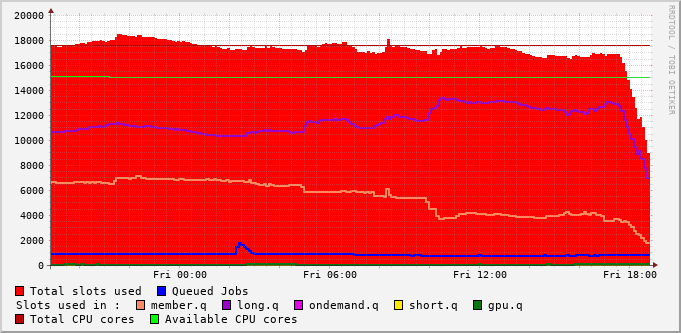 RRDTOOL / TOBI OETIKER
20000
18000
16000
14000
12000
10000
8000
6000
4000
2000
0
Fri 00:00 Fri 06:00 Fri 12:00 Fri 18:00
Total slots used Queued Jobs
Slots used in : member.q long.q ondemand.q short.q gpu.q
Total CPU cores Available CPU cores